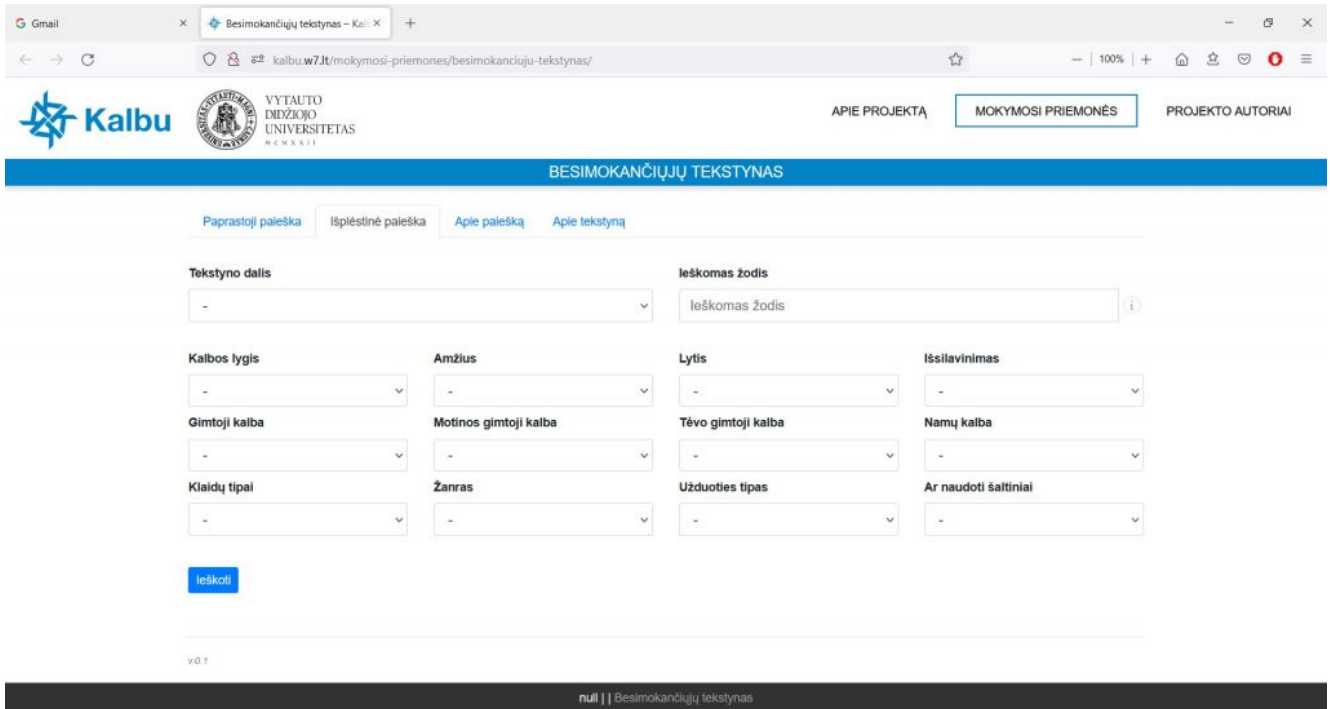 Gmail
Besimokančiųjų tekstynas – Kal
kalbu.w7.lt/mokymosi-priemones/besimokanciuju-tekstynas/
100%
Kalbu
VYTAUTO
DIDŽIOJO
UNIVERSITETAS
MCMXXII
APIE PROJEKTĄ
MOKYMOSI PRIEMONĖS
PROJEKTO AUTORIAI
BESIMOKANČIŲJŲ TEKSTYNAS
Paprastoji paieška
Išplėstinė paieška
Apie paiešką
Apie tekstyną
Tekstyno dalis
Ieškomas žodis
-
Ieškomas žodis
Kalbos lygis
Amžius
Lytis
Išsilavinimas
-
-
-
-
Gimtoji kalba
Motinos gimtoji kalba
Tėvo gimtoji kalba
Namų kalba
-
-
-
-
Klaidų tipai
Žanras
Užduoties tipas
Ar naudoti šaltiniai
-
-
-
-
Ieškoti
v.0.1
null | | Besimokančiųjų tekstynas